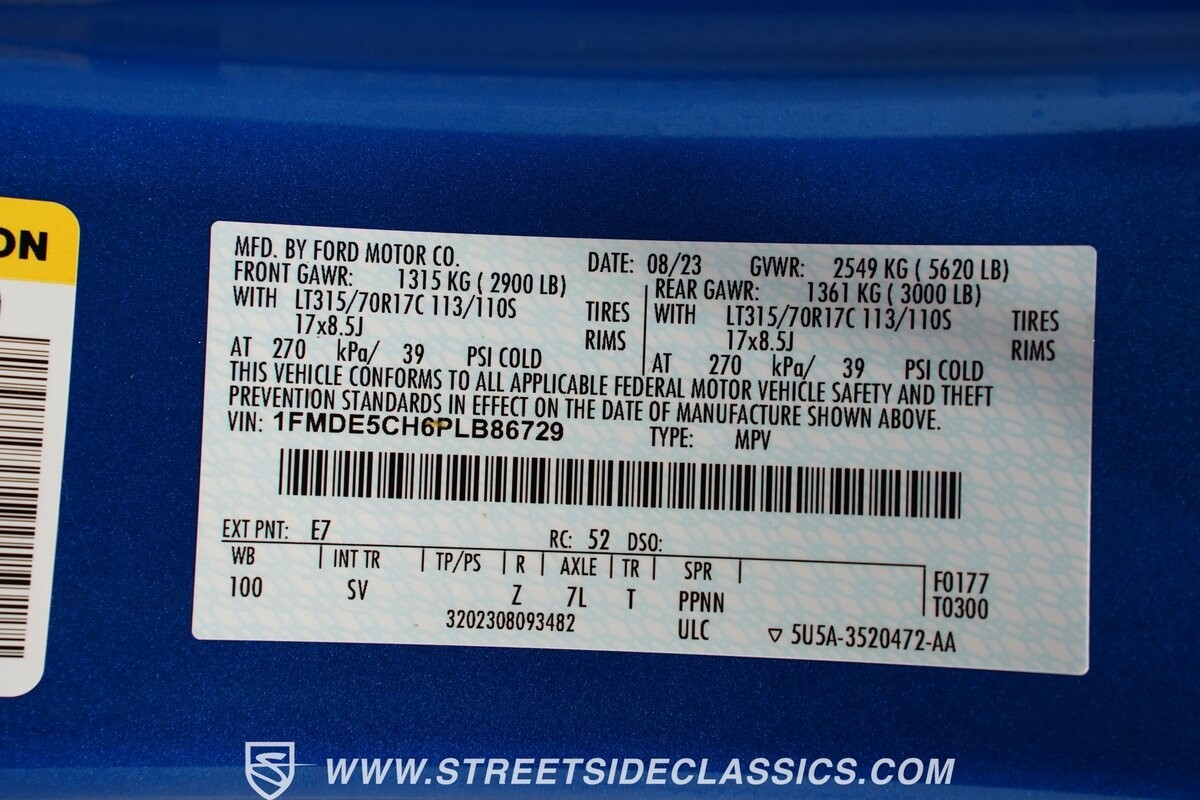 ON
MFD. BY FORD MOTOR CO. DATE: 08/23 GVWR: 2549 KG ( 5620 LB)
FRONT GAWR: 1315 KG ( 2900 LB) REAR GAWR: 1361 KG ( 3000 LB)
WITH LT315/70R17C 113/110S TIRES WITH LT315/70R17C 113/110S TIRES
17x8.5J RIMS 17x8.5J RIMS
AT 270 kPa/ 39 PSI COLD AT 270 kPa/ 39 PSI COLD
THIS VEHICLE CONFORMS TO ALL APPLICABLE FEDERAL MOTOR VEHICLE SAFETY AND THEFT
PREVENTION STANDARDS IN EFFECT ON THE DATE OF MANUFACTURE SHOWN ABOVE.
VIN: 1FMDE5CH6PLB86729 TYPE: MPV
EXT PNT: E7 RC: 52 DSO:
WB INT TR TP/PS R AXLE TR SPR F0177
100 SV Z 7L T PPNN T0300
3202308093482 ULC ▽ 5U5A-3520472-AA
S WWW.STREETSIDECLASSICS.COM